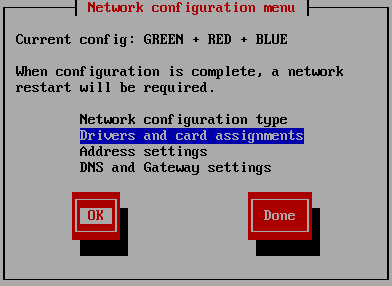 Network configuration menu
Current config: GREEN + RED + BLUE
When configuration is complete, a network
restart will be required.
Network configuration type
Drivers and card assignments
Address settings
DNS and Gateway settings
OK
Done